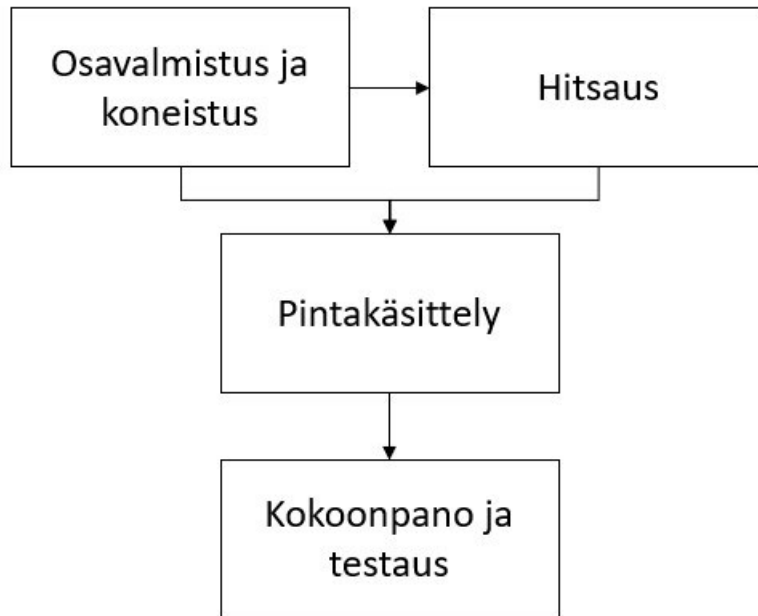 Osavalmistus ja
koneistus
Hitsaus
Pintakäsittely
Kokoonpano ja
testaus